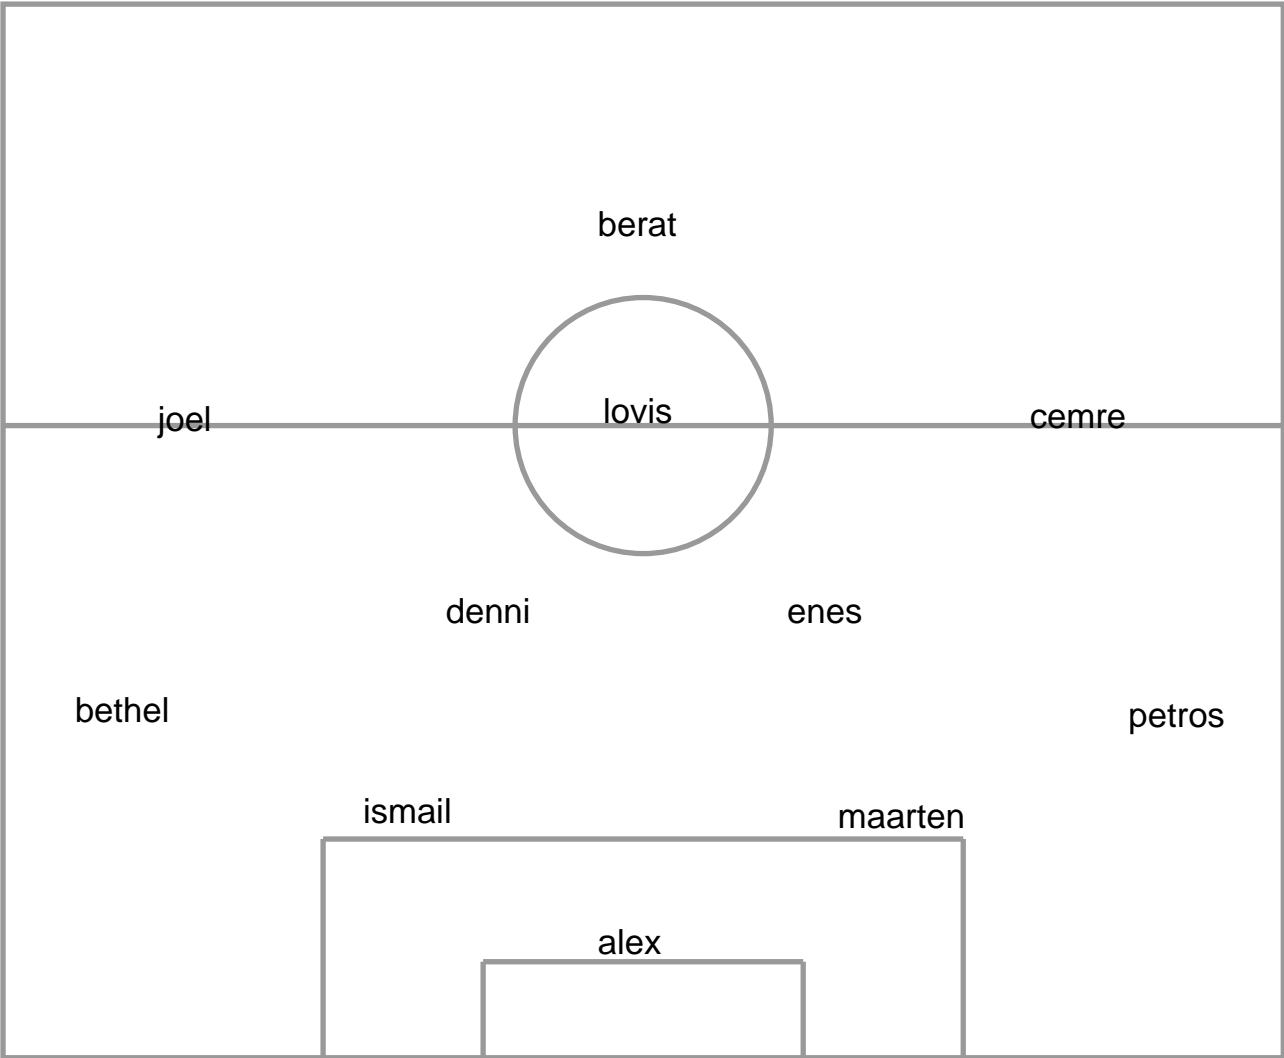 berat
joel
lovis
cemre
denni
enes
bethel
petros
ismail
maarten
alex